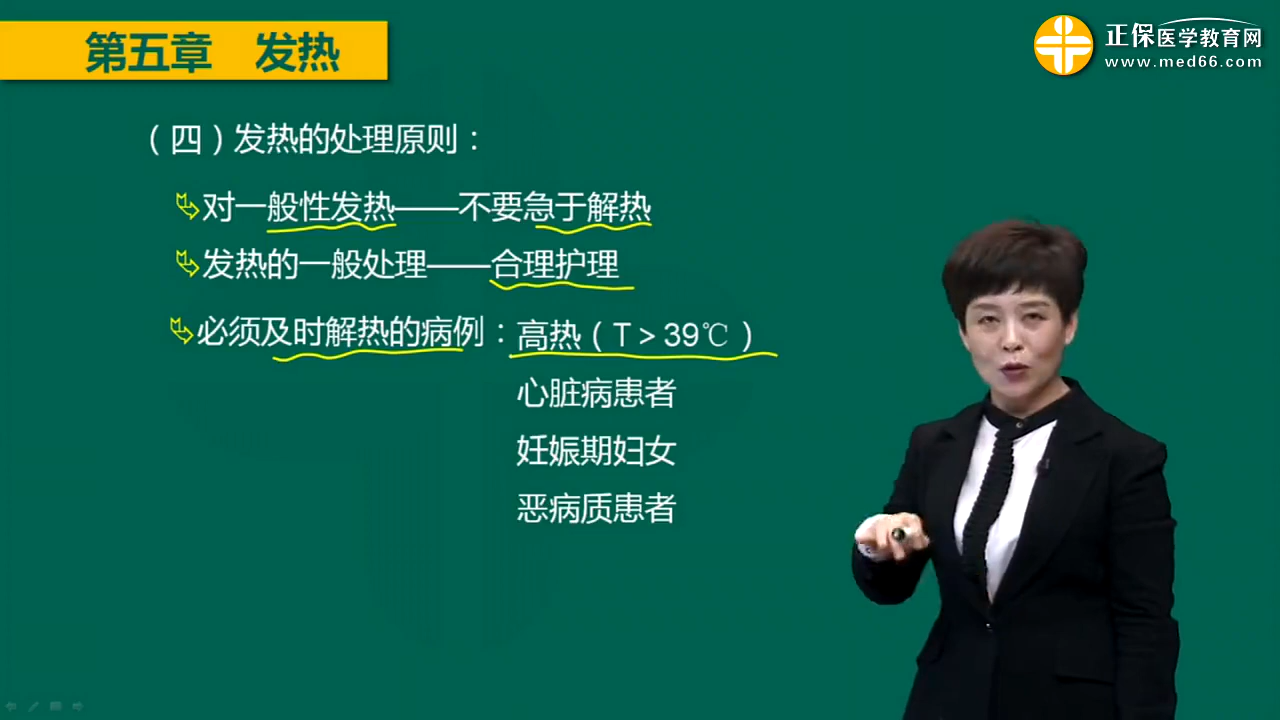 第五章 发热
正保医学教育网
www.med66.com
（四）发热的处理原则：
对一般性发热——不要急于解热
发热的一般处理——合理护理
必须及时解热的病例：高热（T＞39℃）
心脏病患者
妊娠期妇女
恶病质患者